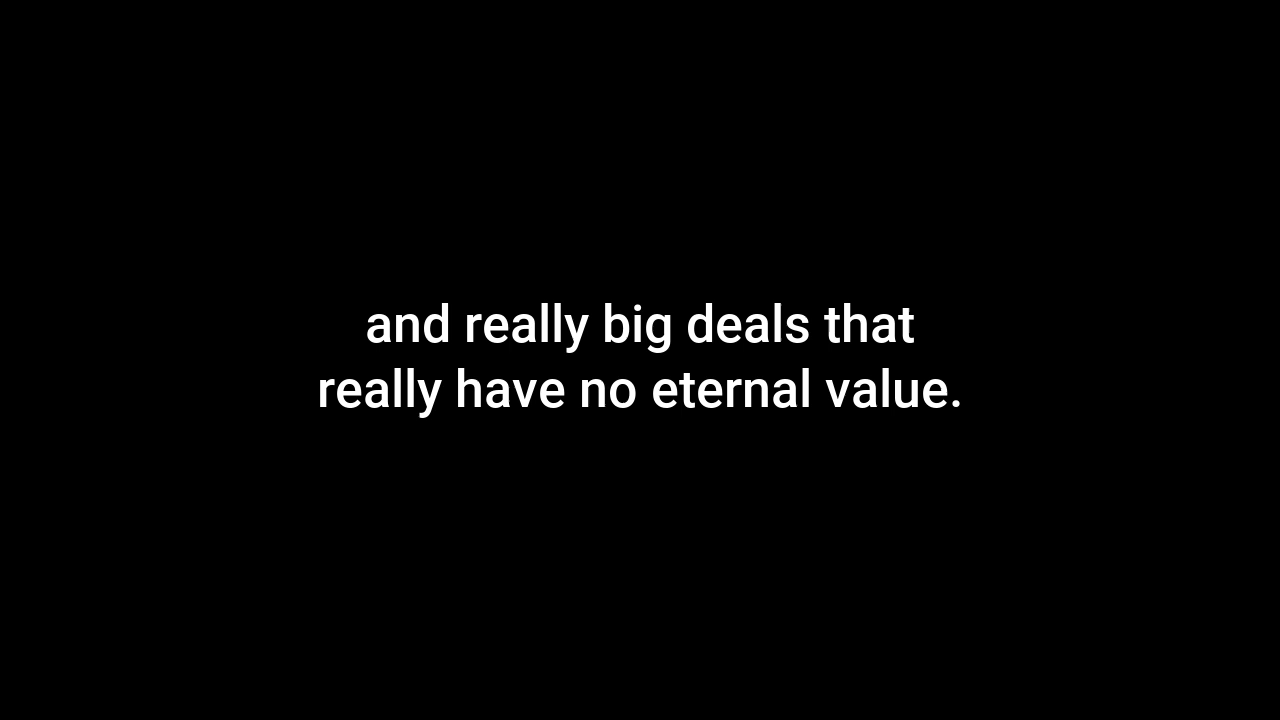 and really big deals that
really have no eternal value.